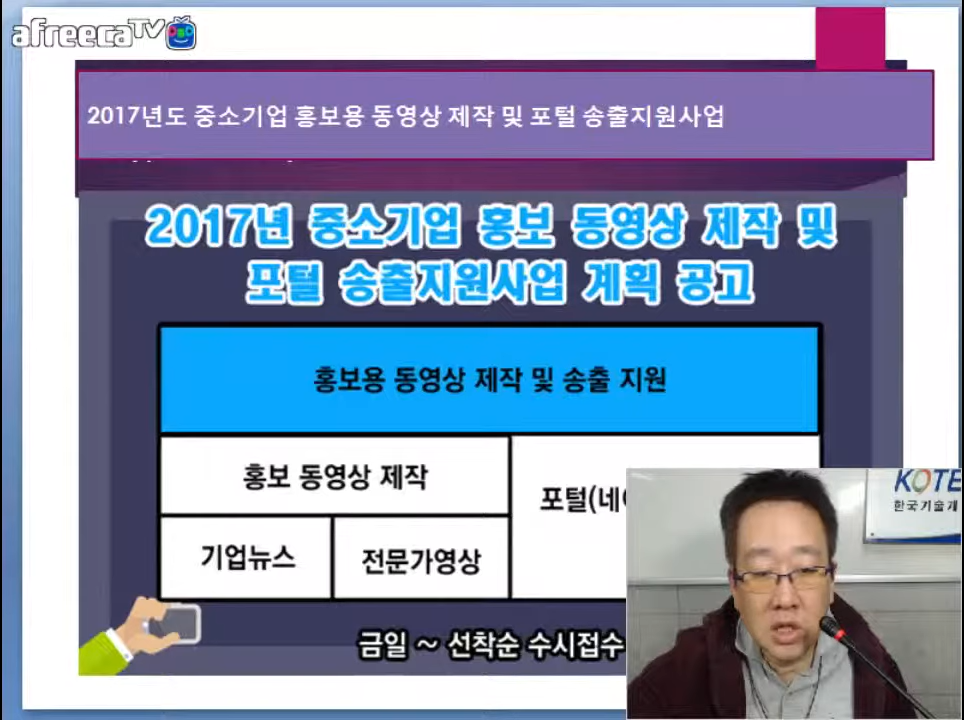 afreecaTV
2017년도 중소기업 홍보용 동영상 제작 및 포털 송출지원사업
2017년 중소기업 홍보 동영상 제작 및
포털 송출지원사업 계획 공고
홍보용 동영상 제작 및 송출 지원
홍보 동영상 제작
포털(네
기업뉴스
전문가영상
금일 ~ 선착순 수시접수
KOTE
한국기술개